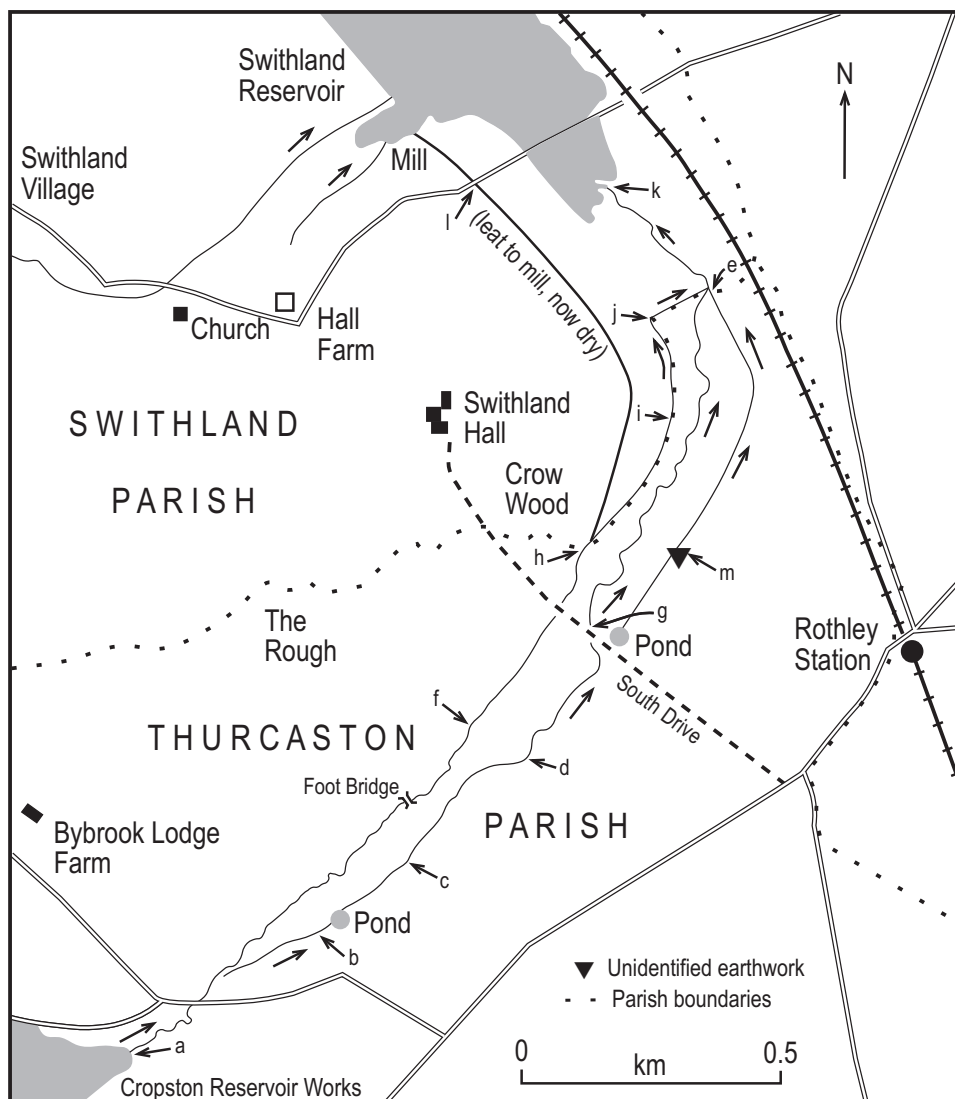 Swithland
Reservoir
N
Swithland
Village
Mill
k
l
(leat to mill, now dry)
e
j
Church
Hall
Farm
i
Swithland
Hall
SWITHLAND
PARISH
Crow
Wood
h
m
g
The
Rough
Pond
Rothley
Station
South Drive
f
THURCASTON
d
Foot Bridge
PARISH
Bybrook Lodge
Farm
c
Pond
b
Unidentified earthwork
Parish boundaries
a
0
0.5
km
Cropston Reservoir Works